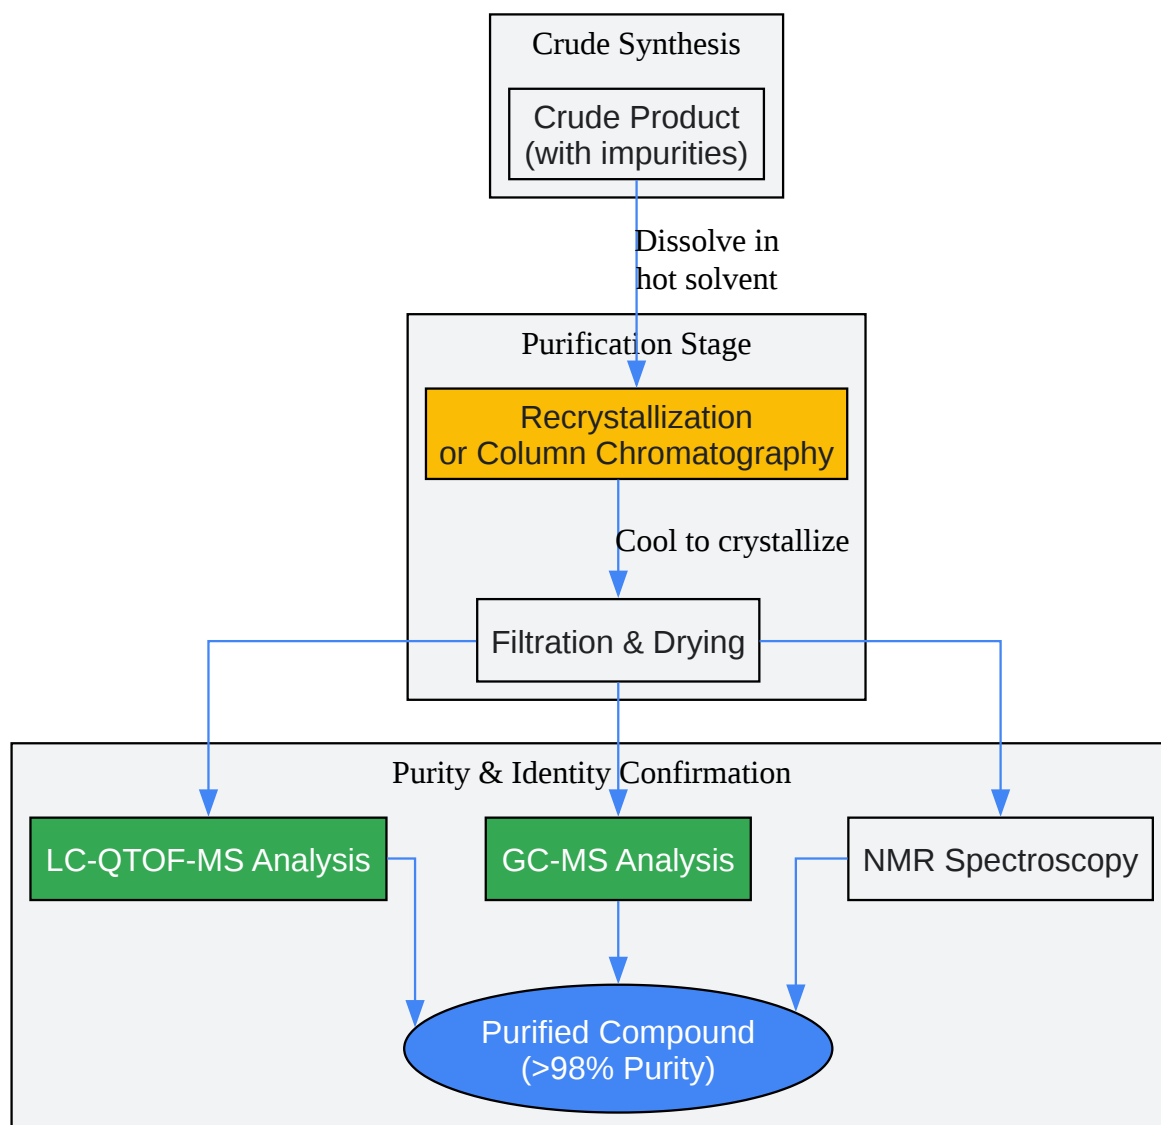 Crude Synthesis
Crude Product
(with impurities)
Dissolve in
hot solvent
Purification Stage
Recrystallization
or Column Chromatography
Cool to crystallize
Filtration & Drying
Purity & Identity Confirmation
LC-QTOF-MS Analysis
GC-MS Analysis
NMR Spectroscopy
Purified Compound
(>98% Purity)